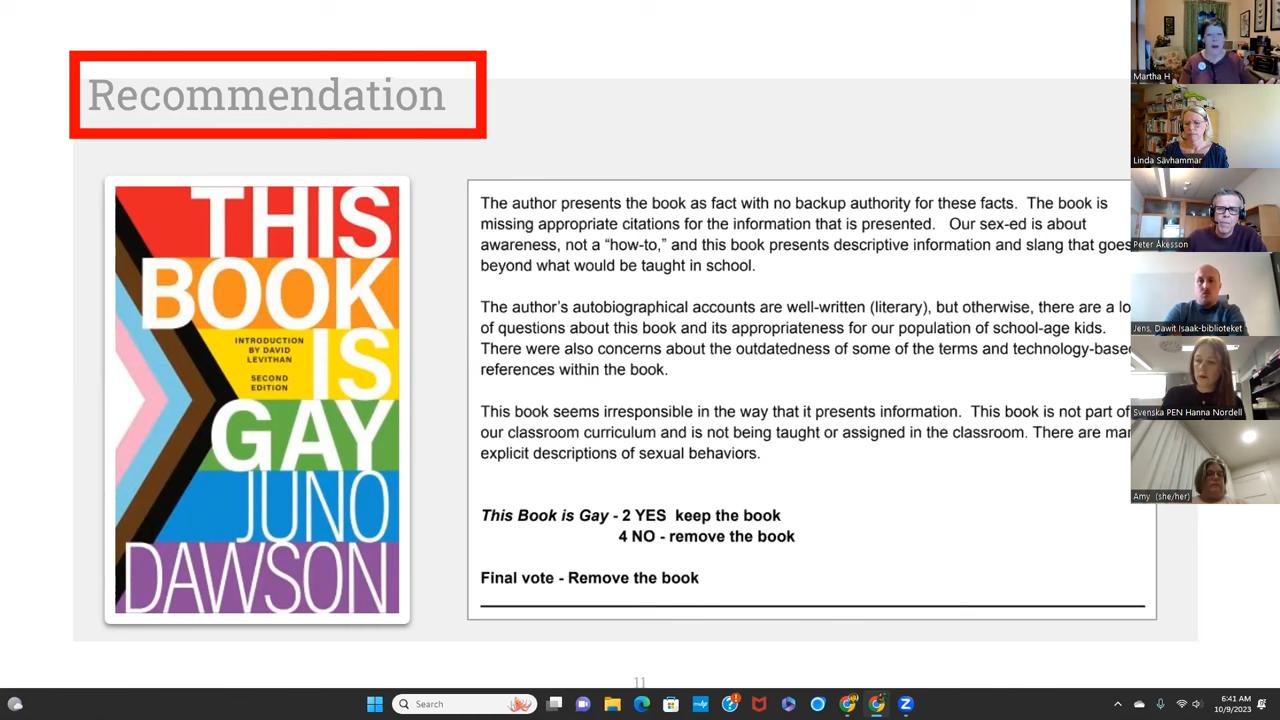 Recommendation
THIS
BOOK
IS
GAY
INTRODUCTION
BY DAVID
LEVITHAN
SECOND
EDITION
JUNO
DAWSON
The author presents the book as fact with no backup authority for these facts.  The book is
missing appropriate citations for the information that is presented.   Our sex-ed is about
awareness, not a “how-to,” and this book presents descriptive information and slang that goes
beyond what would be taught in school.
The author’s autobiographical accounts are well-written (literary), but otherwise, there are a lo
of questions about this book and its appropriateness for our population of school-age kids.
There were also concerns about the outdatedness of some of the terms and technology-base
references within the book.
This book seems irresponsible in the way that it presents information.  This book is not part of
our classroom curriculum and is not being taught or assigned in the classroom. There are mar
explicit descriptions of sexual behaviors.
This Book is Gay - 2 YES  keep the book
4 NO - remove the book
Final vote - Remove the book
11
Martha H
Linda Sävhammar
Peter Åkesson
Jens, Dawit Isaak-biblioteket
Svenska PEN Hanna Nordell
Amy (she/her)
Search
6:41 AM
10/9/2023